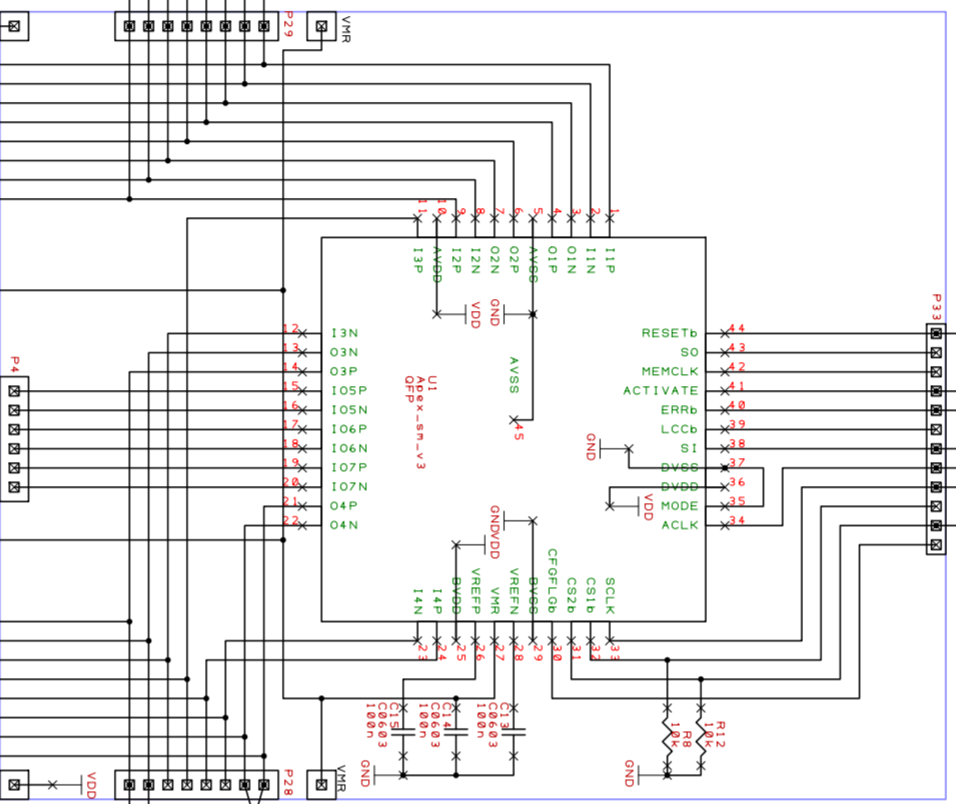 P29
VMR
11
10
9
8
7
6
5
4
3
2
1
I3P
AVDD
I2P
I2N
O2N
O2P
AVSS
O1P
O1N
I1N
I1P
VDD
GND
P33
12 I3N
13 O3N
14 O3P
15 IO5P
16 IO5N
17 IO6P
18 IO6N
19 IO7P
20 IO7N
21 O4P
22 O4N
P4
U1
Apex_sm_v3
QFP
AVSS
45
RESETb 44
SO 43
MEMCLK 42
ACTIVATE 41
ERRb 40
LCCb 39
SI 38
DVSS 37
DVDD 36
MODE 35
ACLK 34
GND
VDD
GND
VDD
I4N
I4P
BVDD
VREFP
VMR
VREFN
BVSS
CFGFLGb
CS2b
CS1b
SCLK
23
24
25
26
27
28
29
30
31
32
33
C15
C0603
100n
C14
C0603
100n
C13
C0603
100n
10k
R8
10k
R12
GND
GND
VDD
P28
VMR